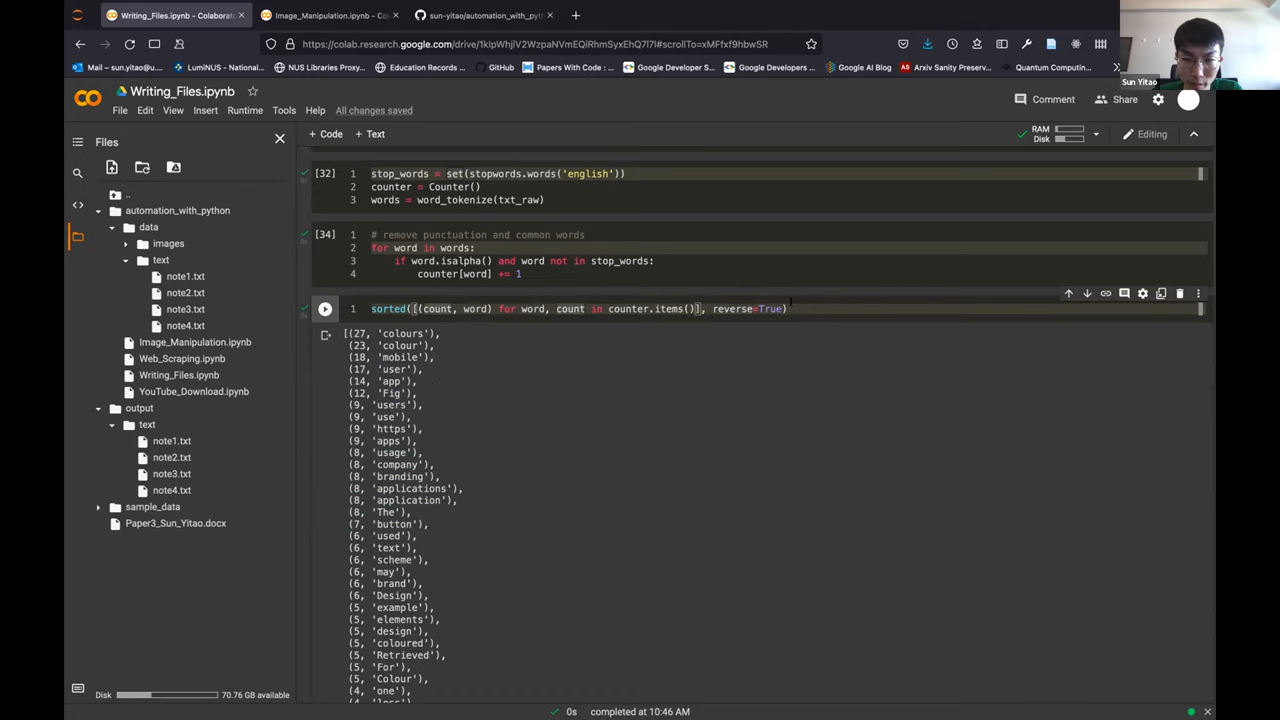 Writing_Files.ipynb - Colaborat
Image_Manipulation.ipynb - Co
sun-yitao/automation_with_pyth
https://colab.research.google.com/drive/1klpWhjiV2WzpaNVmEQiRhmSyxEhQ7l7l#scrollTo=xMFfxf9hbwSR
Mail – sun.yitao@u....
LumiNUS - National...
NUS Libraries Proxy...
Education Records ...
GitHub
Papers With Code : ...
Google Developer S...
Google Developers ...
Google AI Blog
Arxiv Sanity Preserv...
Quantum Computin...
Sun Yitao
Writing_Files.ipynb
File Edit View Insert Runtime Tools Help All changes saved
Comment
Share
+ Code + Text
RAM
Disk
Editing
Files
..
automation_with_python
data
images
text
note1.txt
note2.txt
note3.txt
note4.txt
Image_Manipulation.ipynb
Web_Scraping.ipynb
Writing_Files.ipynb
YouTube_Download.ipynb
output
text
note1.txt
note2.txt
note3.txt
note4.txt
sample_data
Paper3_Sun_Yitao.docx
Disk
70.76 GB available
[32] 1 stop_words = set(stopwords.words('english'))
2 counter = Counter()
3 words = word_tokenize(txt_raw)
[34] 1 # remove punctuation and common words
2 for word in words:
3 if word.isalpha() and word not in stop_words:
4 counter[word] += 1
1 sorted([(count, word) for word, count in counter.items()], reverse=True)
[(27, 'colours'),
(23, 'colour'),
(18, 'mobile'),
(17, 'user'),
(14, 'app'),
(12, 'Fig'),
(9, 'users'),
(9, 'use'),
(9, 'https'),
(9, 'apps'),
(8, 'usage'),
(8, 'company'),
(8, 'branding'),
(8, 'applications'),
(8, 'application'),
(8, 'The'),
(7, 'button'),
(6, 'used'),
(6, 'text'),
(6, 'scheme'),
(6, 'may'),
(6, 'brand'),
(6, 'Design'),
(5, 'example'),
(5, 'elements'),
(5, 'design'),
(5, 'coloured'),
(5, 'Retrieved'),
(5, 'For'),
(5, 'Colour'),
(4, 'one'),
0s completed at 10:46 AM